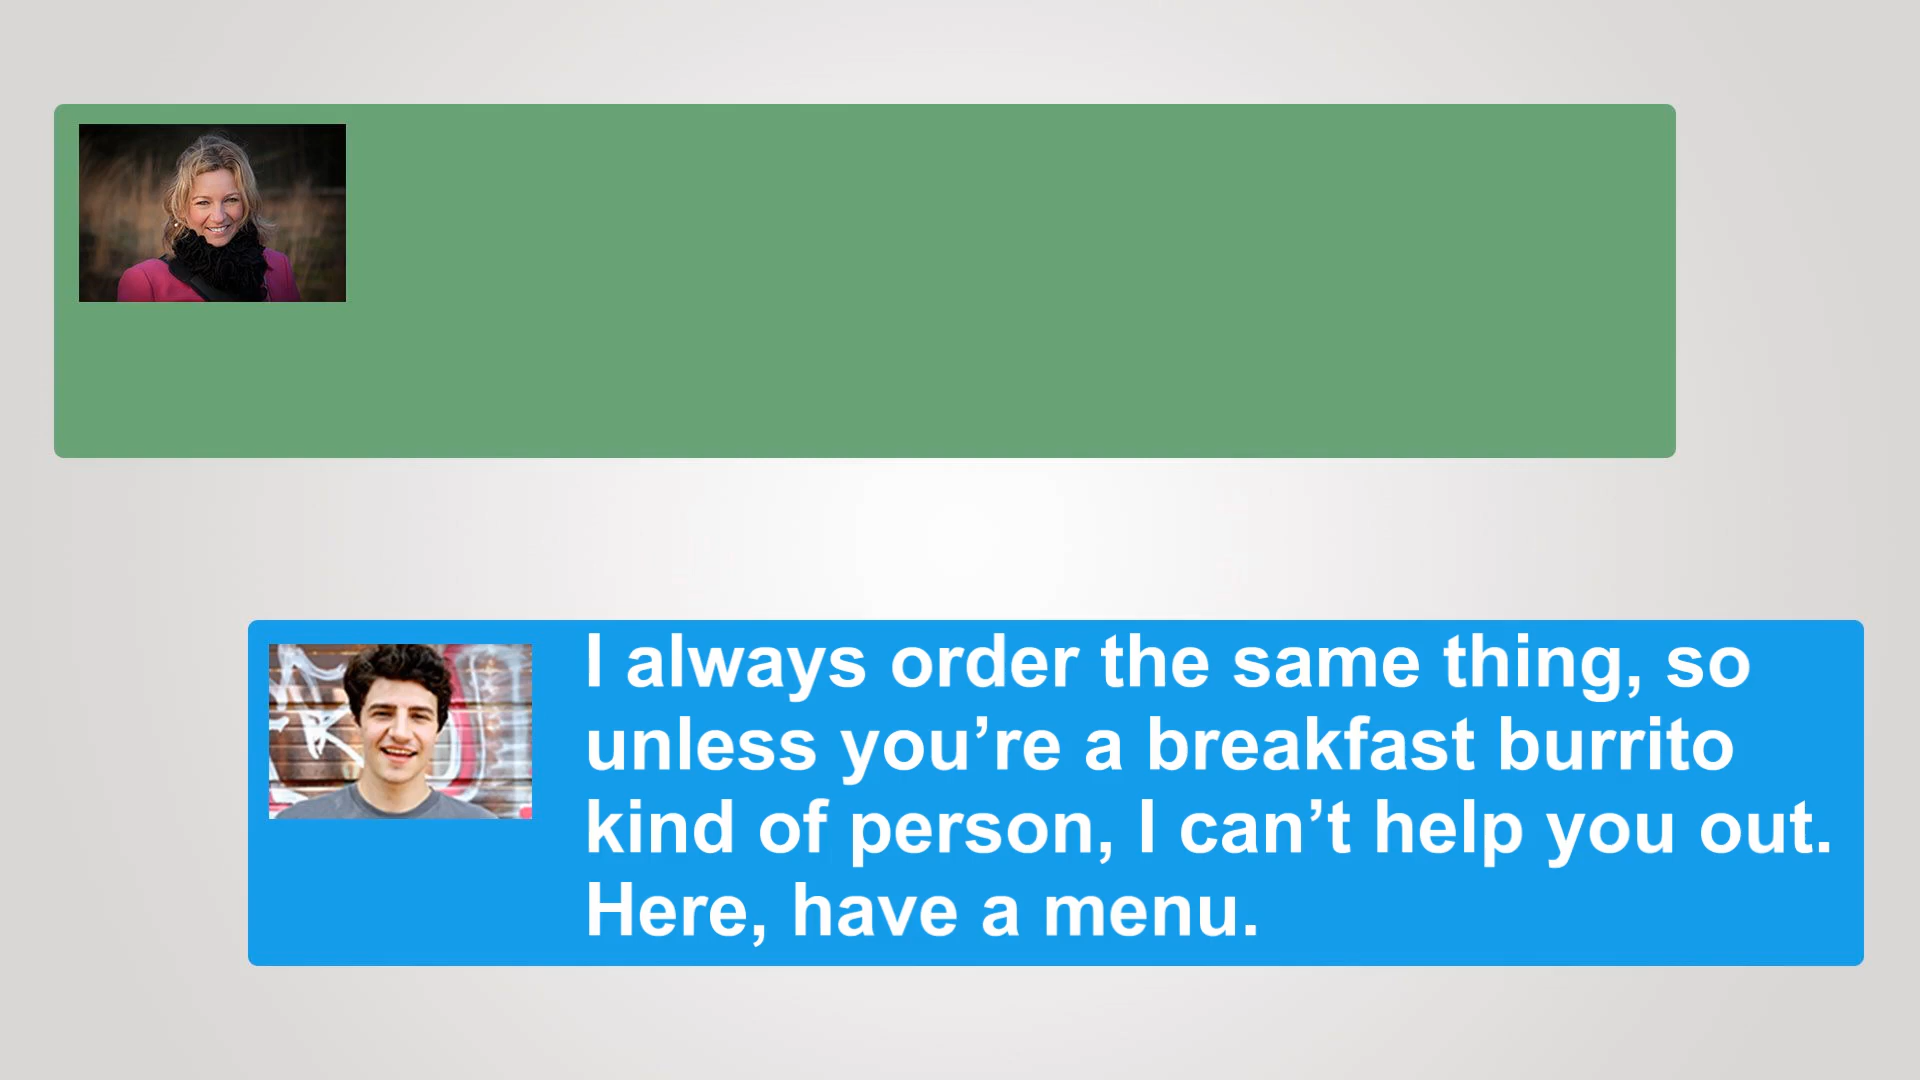 I always order the same thing, so
unless you’re a breakfast burrito
kind of person, I can’t help you out.
Here, have a menu.